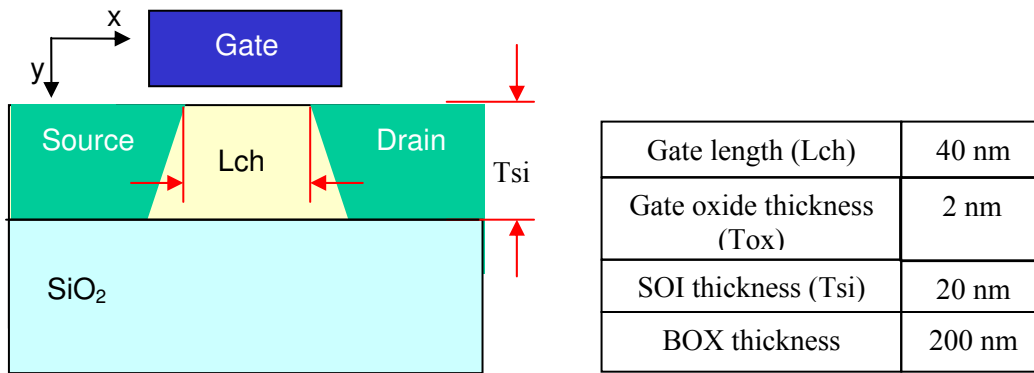 x
y
Gate
Source
Lch
Drain
Tsi
SiO₂
Gate length (Lch) 40 nm
Gate oxide thickness 2 nm
(Tox)
SOI thickness (Tsi) 20 nm
BOX thickness 200 nm